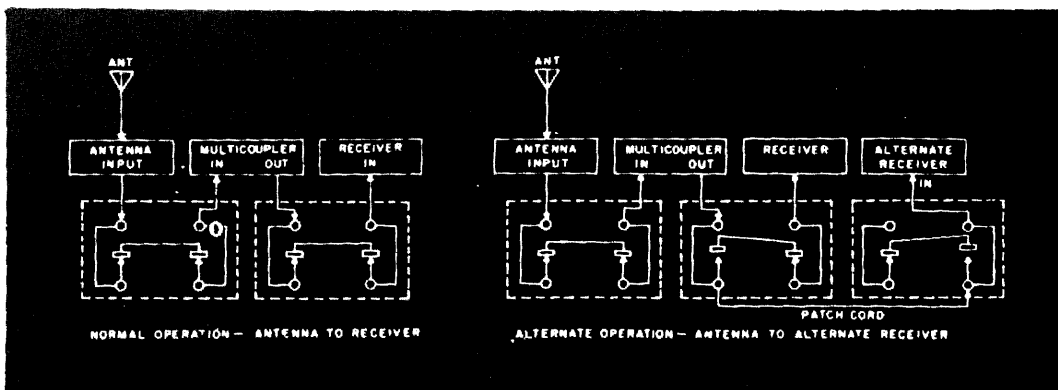 ANT
ANTENNA INPUT
MULTICOUPLER IN OUT
RECEIVER IN
NORMAL OPERATION — ANTENNA TO RECEIVER
ANT
ANTENNA INPUT
MULTICOUPLER IN OUT
RECEIVER
ALTERNATE RECEIVER
IN
PATCH CORD
ALTERNATE OPERATION — ANTENNA TO ALTERNATE RECEIVER